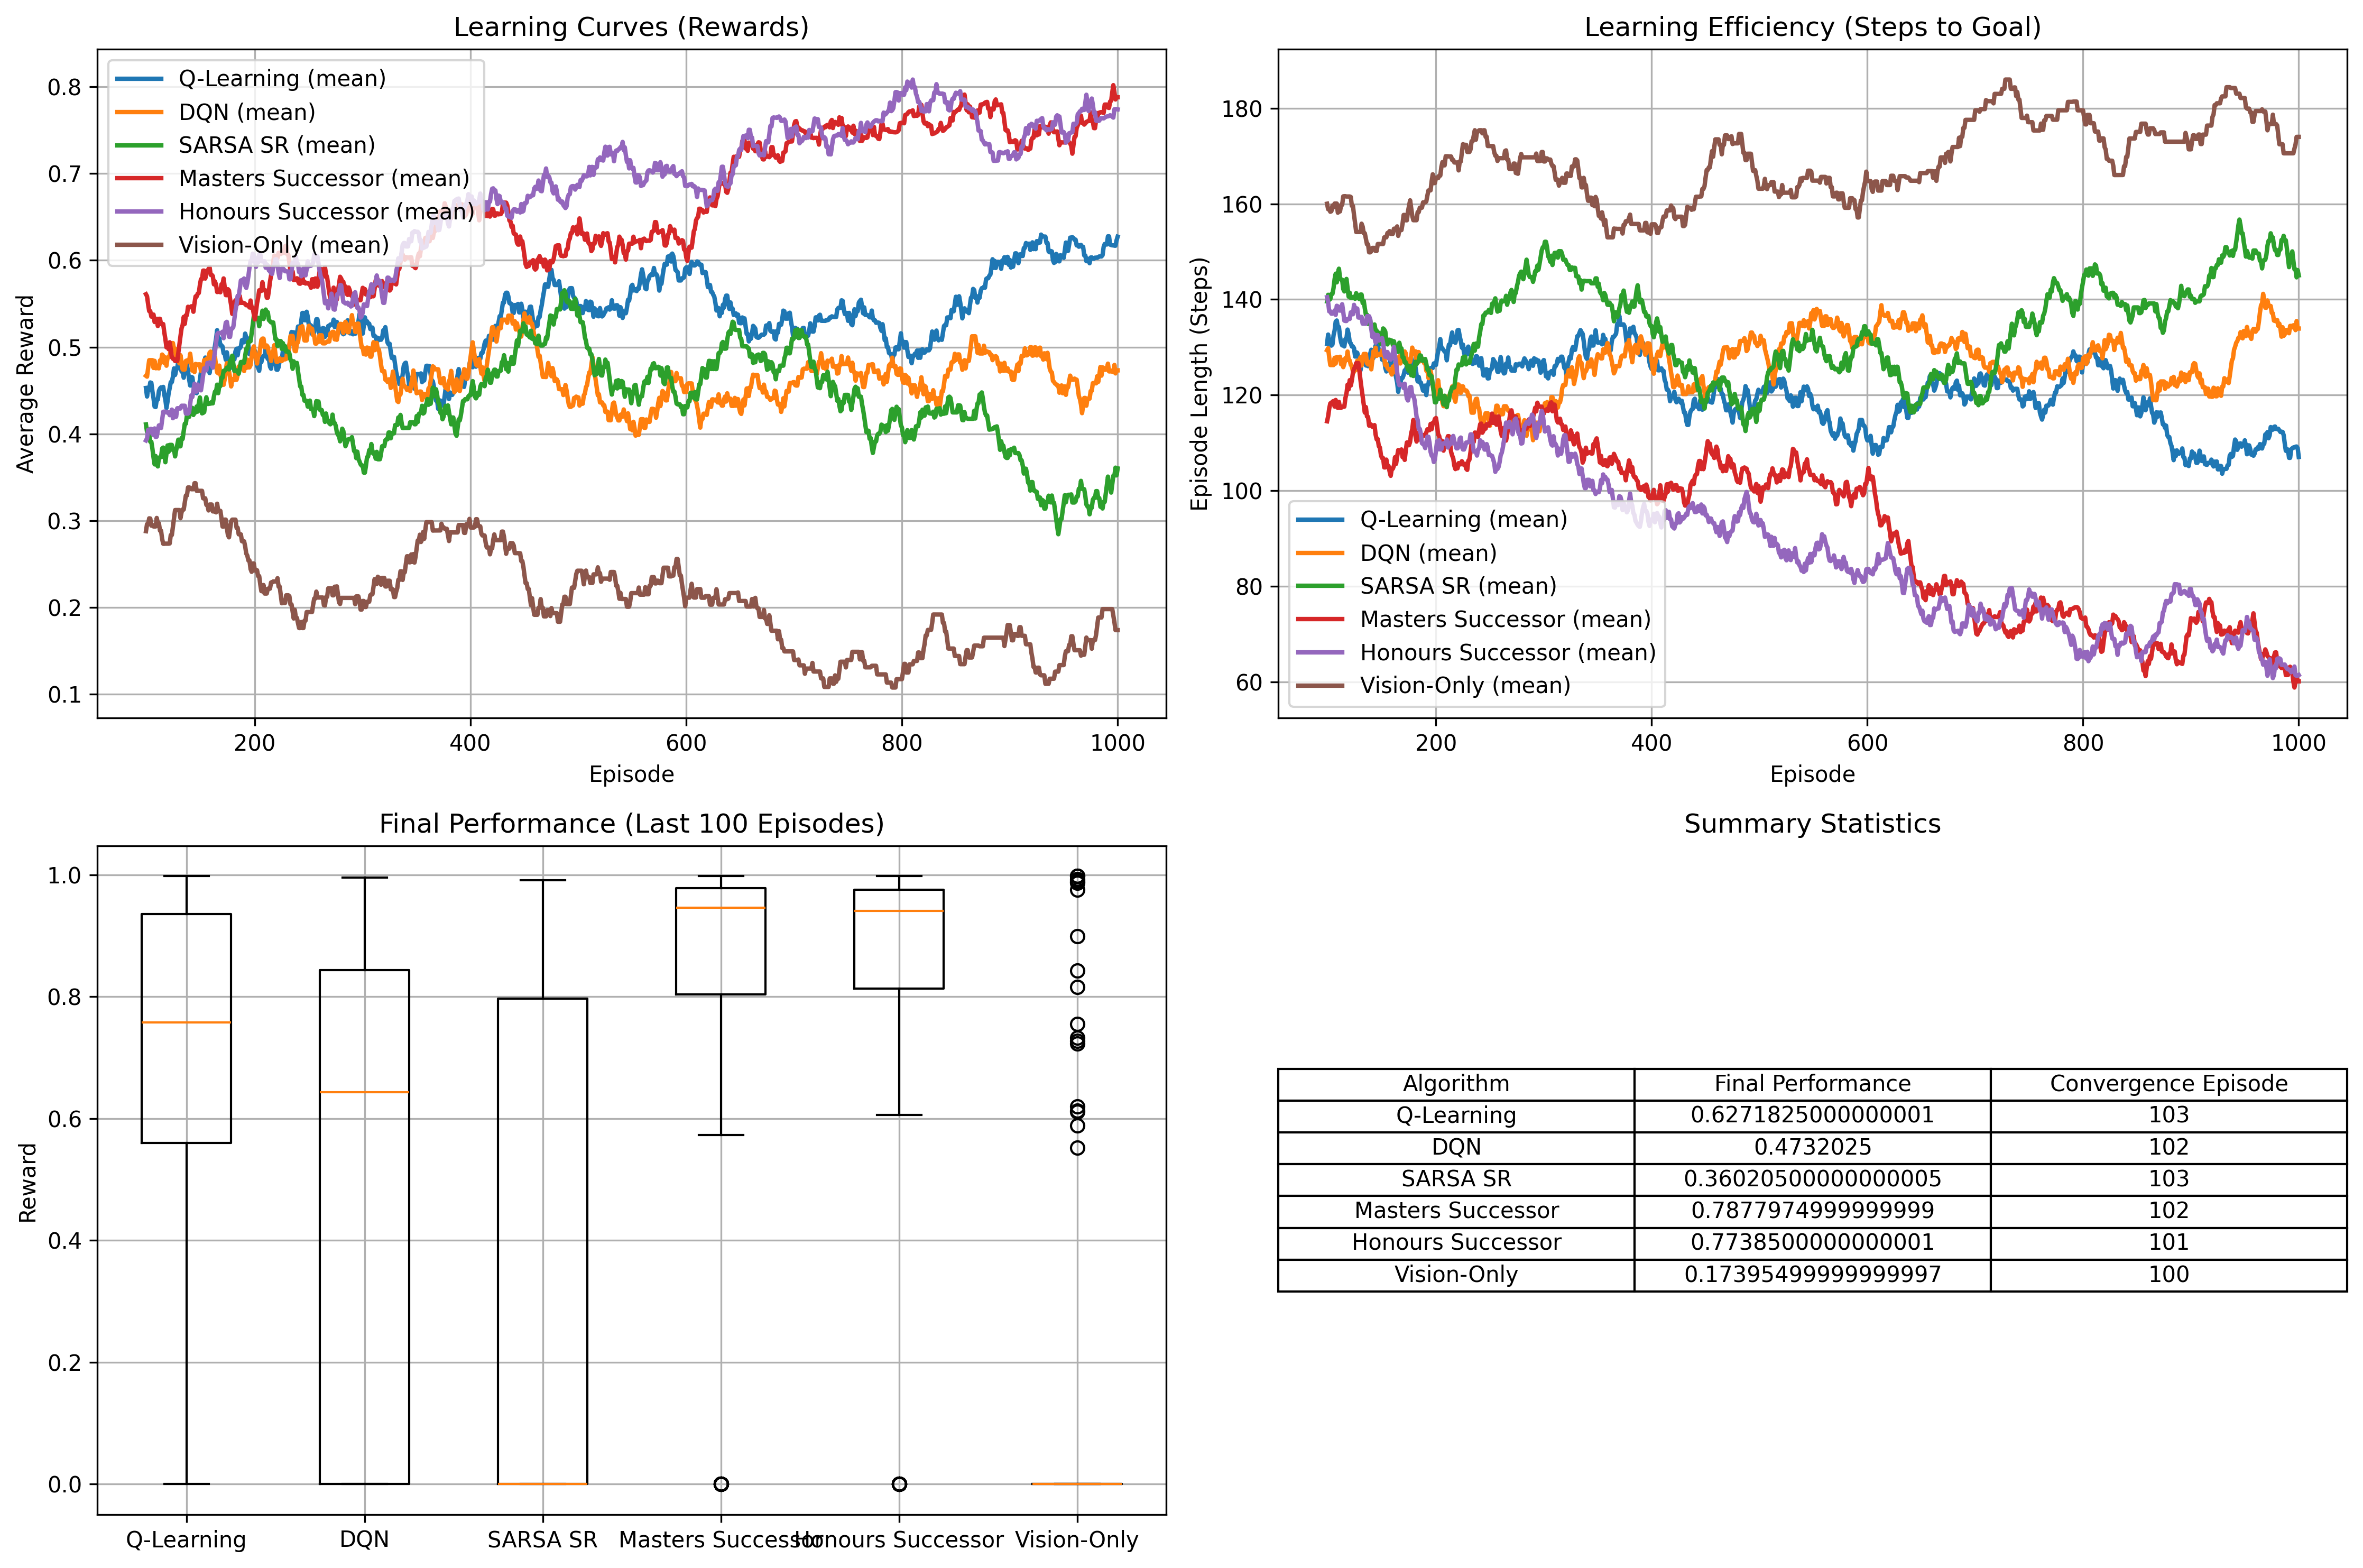 Learning Curves (Rewards)
Average Reward
0.8
0.7
0.6
0.5
0.4
0.3
0.2
0.1
Q-Learning (mean)
DQN (mean)
SARSA SR (mean)
Masters Successor (mean)
Honours Successor (mean)
Vision-Only (mean)
200 400 600 800 1000
Episode
Learning Efficiency (Steps to Goal)
Episode Length (Steps)
180
160
140
120
100
80
60
Q-Learning (mean)
DQN (mean)
SARSA SR (mean)
Masters Successor (mean)
Honours Successor (mean)
Vision-Only (mean)
200 400 600 800 1000
Episode
Final Performance (Last 100 Episodes)
Reward
1.0
0.8
0.6
0.4
0.2
0.0
Q-Learning DQN SARSA SR Masters Successor Honours Successor Vision-Only
Summary Statistics
Algorithm Final Performance Convergence Episode
Q-Learning 0.6271825000000001 103
DQN 0.4732025 102
SARSA SR 0.36020500000000005 103
Masters Successor 0.7877974999999999 102
Honours Successor 0.7738500000000001 101
Vision-Only 0.17395499999999997 100